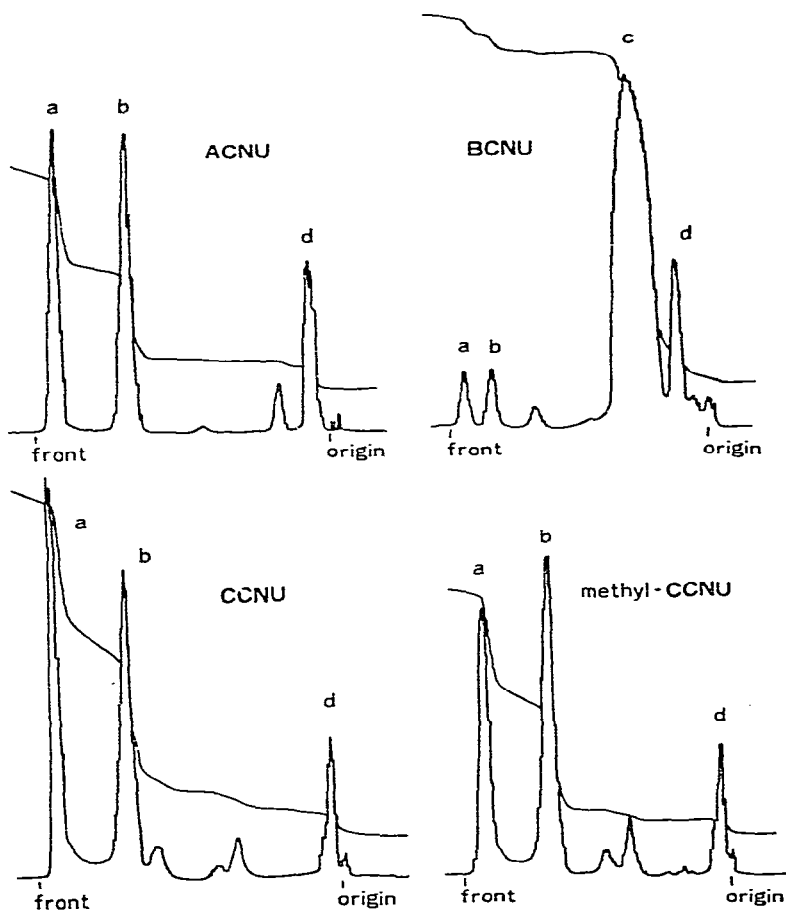 a
b
ACNU
d
front
origin
c
BCNU
d
a
b
front
origin
a
b
CCNU
d
front
origin
b
a
methyl-CCNU
d
front
origin